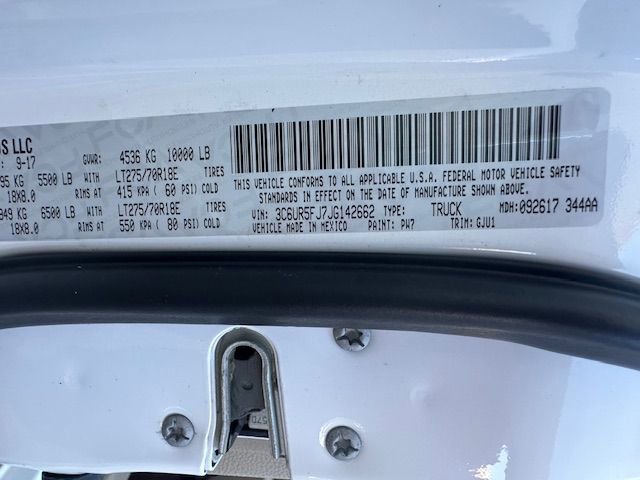 S LLC
9-17 GVWR: 4536 KG 10000 LB
95 KG 5500 LB WITH LT275/70R18E TIRES
18X8.0 RIMS AT 415 KPA ( 60 PSI) COLD
949 KG 6500 LB WITH LT275/70R18E TIRES
18X8.0 RIMS AT 550 KPA ( 80 PSI) COLD
THIS VEHICLE CONFORMS TO ALL APPLICABLE U.S.A. FEDERAL MOTOR VEHICLE SAFETY
STANDARDS IN EFFECT ON THE DATE OF MANUFACTURE SHOWN ABOVE.
VIN: 3C6UR5FJ7JG142662 TYPE: TRUCK MDH: 092617 344AA
VEHICLE MADE IN MEXICO PAINT: PW7 TRIM: GJU1